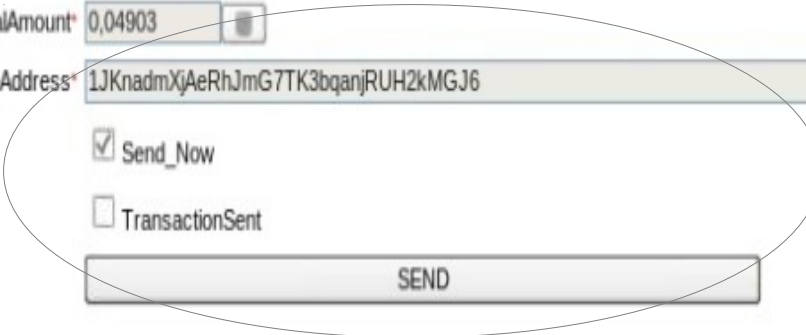 alAmount* 0,04903
Address* 1JKnadmXjAeRhJmG7TK3bqanjRUH2kMGJ6
Send_Now
TransactionSent
SEND